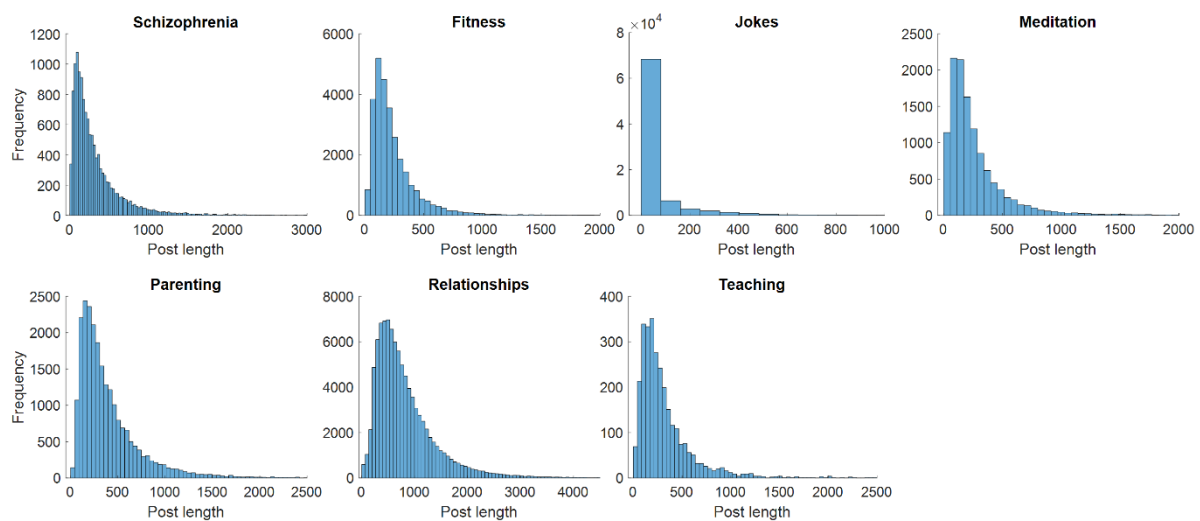 Schizophrenia
1200
1000
800
600
400
200
0
Frequency
0 1000 2000 3000
Post length
Fitness
6000
4000
2000
0
0 500 1000 1500 2000
Post length
Jokes
×10⁴
8
6
4
2
0
0 200 400 600 800 1000
Post length
Meditation
2500
2000
1500
1000
500
0
0 500 1000 1500 2000
Post length
Parenting
2500
2000
1500
1000
500
0
Frequency
0 500 1000 1500 2000 2500
Post length
Relationships
8000
6000
4000
2000
0
0 1000 2000 3000 4000
Post length
Teaching
400
300
200
100
0
0 500 1000 1500 2000 2500
Post length